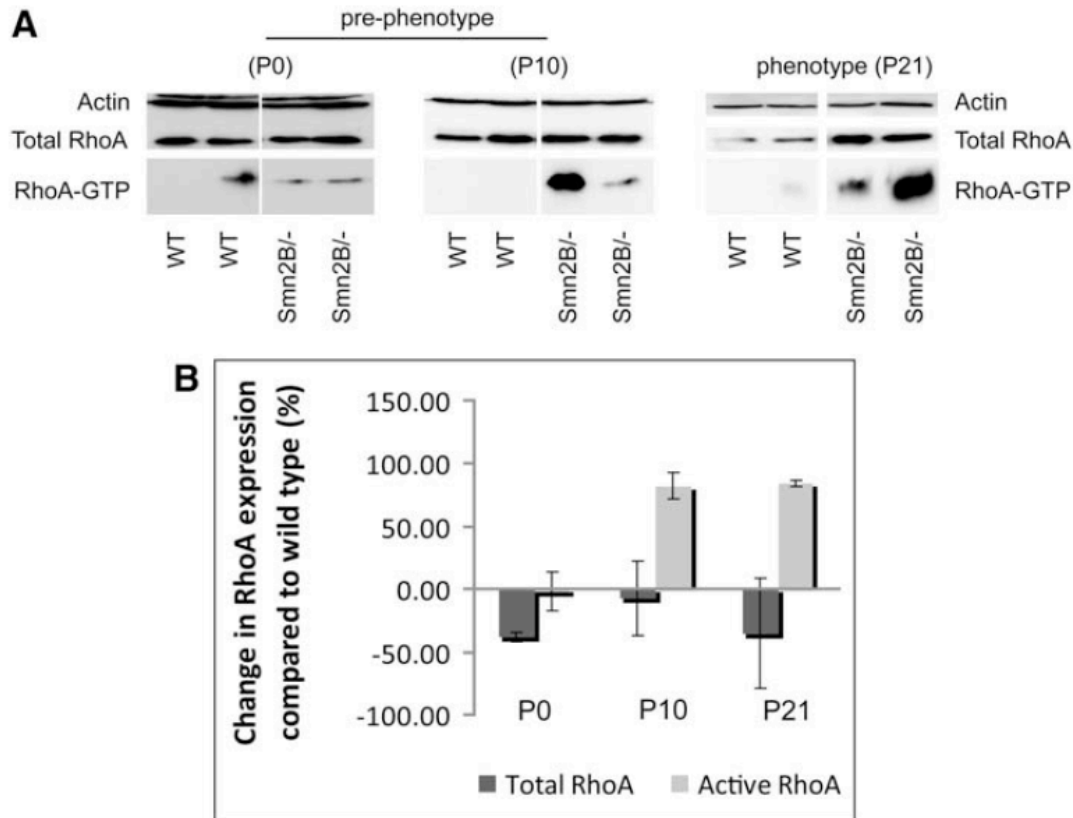 A
pre-phenotype
(P0)
(P10)
phenotype (P21)
Actin
Actin
Total RhoA
Total RhoA
RhoA-GTP
RhoA-GTP
WT
WT
Smn2B/-
Smn2B/-
WT
WT
Smn2B/-
Smn2B/-
WT
WT
Smn2B/-
Smn2B/-
B
Change in RhoA expression
compared to wild type (%)
150.00
100.00
50.00
0.00
-50.00
-100.00
P0
P10
P21
Total RhoA
Active RhoA